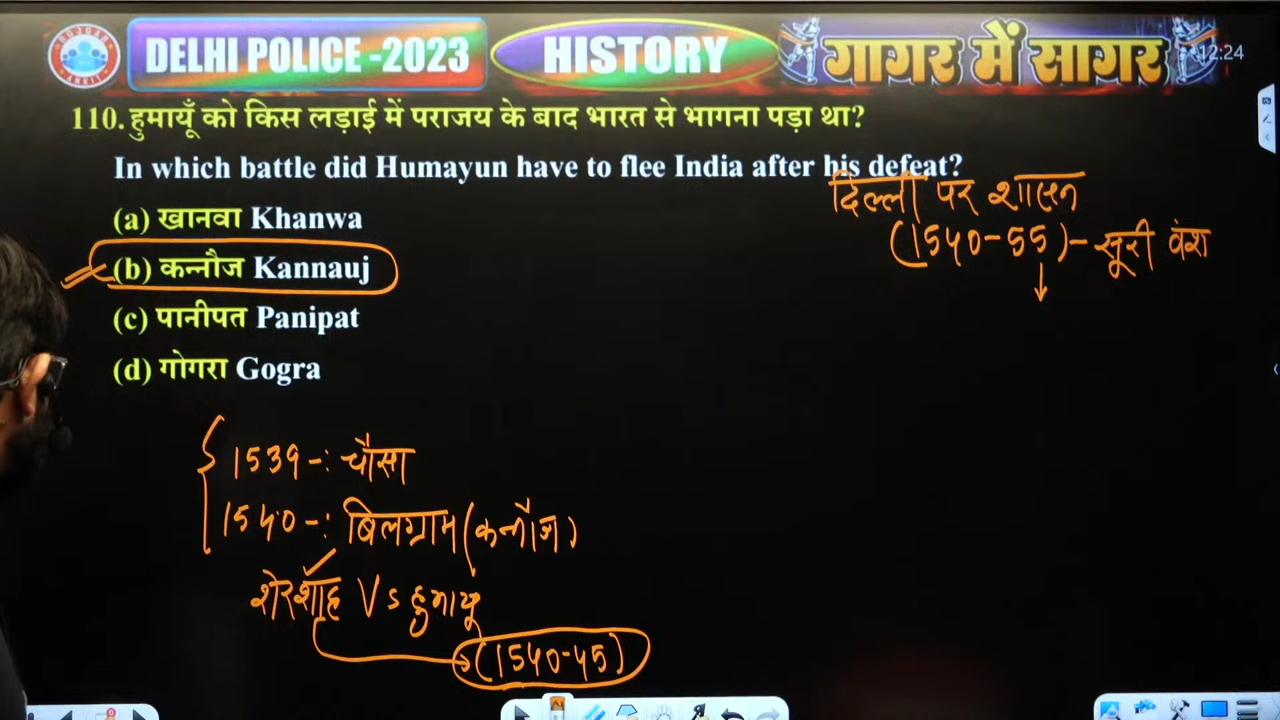 ROJGAR
ANKIT
DELHI POLICE -2023
HISTORY
गागर में सागर
12:24
110. हुमायूँ को किस लड़ाई में पराजय के बाद भारत से भागना पड़ा था?
In which battle did Humayun have to flee India after his defeat?
(a) खानवा Khanwa
(b) कन्नौज Kannauj
(c) पानीपत Panipat
(d) गोगरा Gogra
दिल्ली पर शासन
(1540-55)- सूरी वंश
1539-: चौसा
1540-: बिलग्राम (कन्नौज)
शेरशाह Vs हुमायूं
(1540-45)